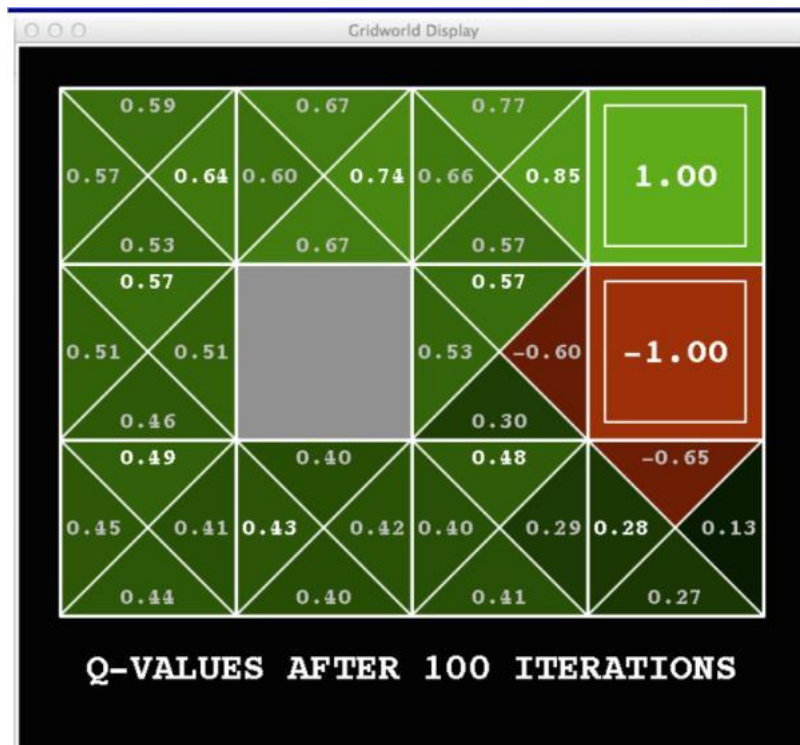 Gridworld Display
0.59 0.67 0.77
0.57 0.64 0.60 0.74 0.66 0.85 1.00
0.53 0.67 0.57
0.57 0.57
0.51 0.51 0.53 -0.60 -1.00
0.46 0.30
0.49 0.40 0.48 -0.65
0.45 0.41 0.43 0.42 0.40 0.29 0.28 0.13
0.44 0.40 0.41 0.27
Q-VALUES AFTER 100 ITERATIONS